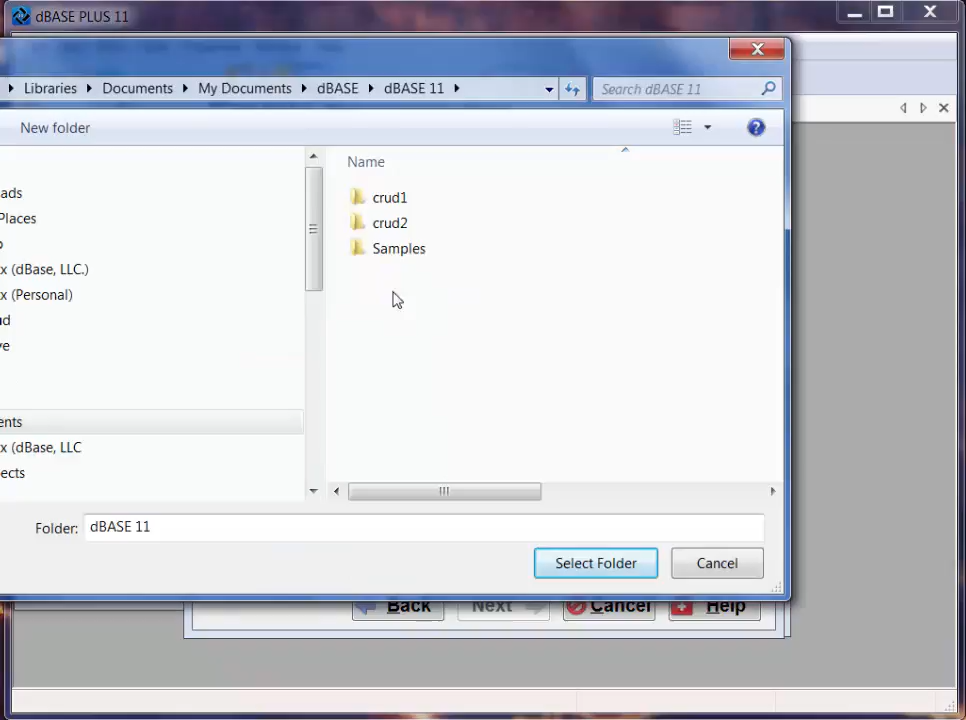 dBASE PLUS 11
Libraries Documents My Documents dBASE dBASE 11
Search dBASE 11
New folder
Name
ads
Places
crud1
crud2
Samples
x (dBase, LLC.)
x (Personal)
ud
ve
ents
x (dBase, LLC
ects
Folder: dBASE 11
Select Folder Cancel
Back Next Cancel Help